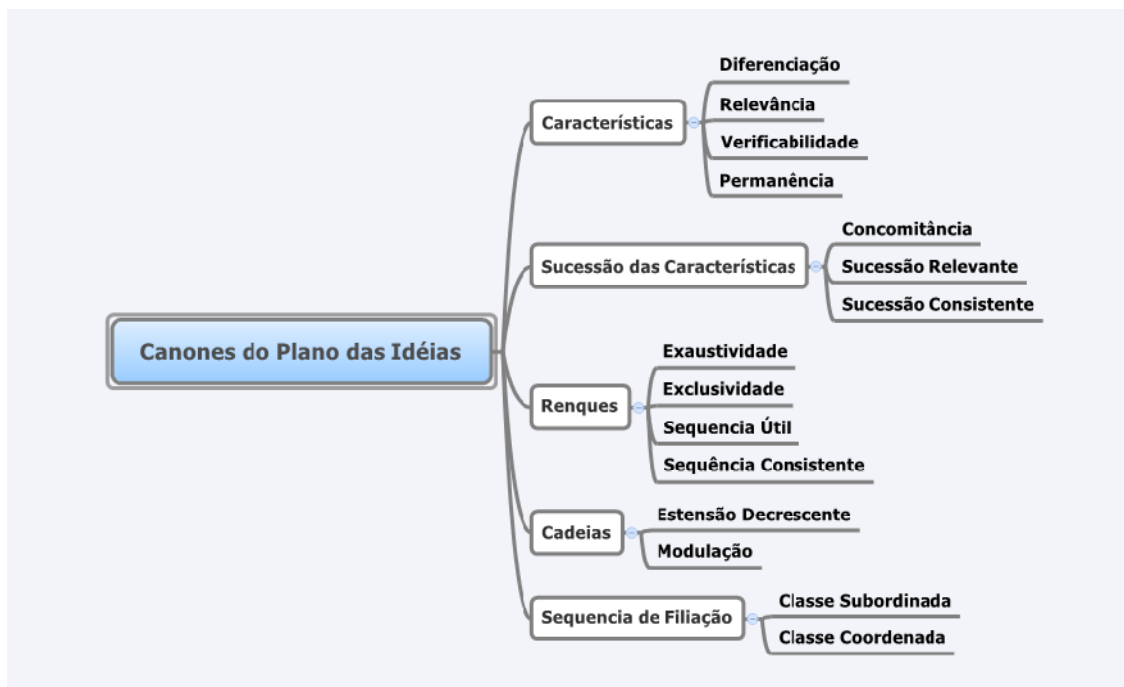 Canones do Plano das Idéias
Características
Diferenciação
Relevância
Verificabilidade
Permanência
Sucessão das Características
Concomitância
Sucessão Relevante
Sucessão Consistente
Renques
Exaustividade
Exclusividade
Sequencia Útil
Sequência Consistente
Cadeias
Estensão Decrescente
Modulação
Sequencia de Filiação
Classe Subordinada
Classe Coordenada